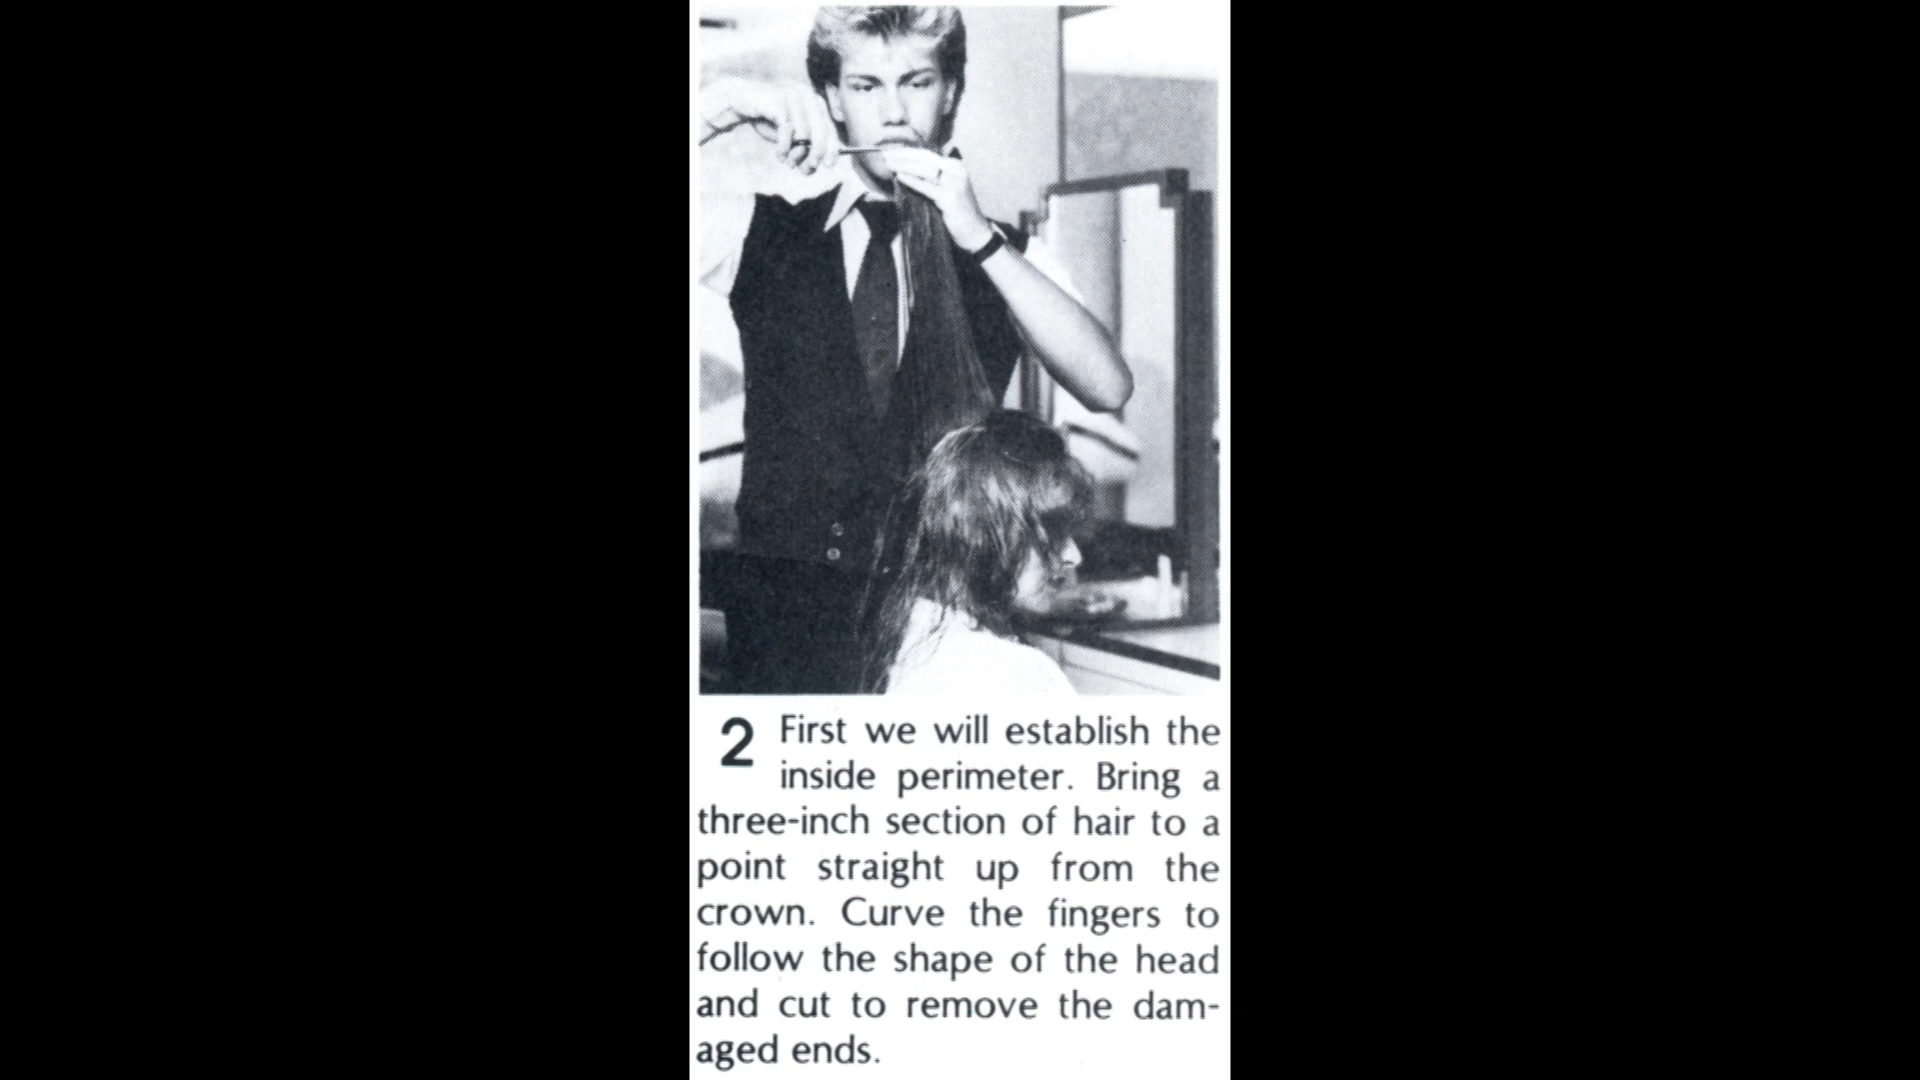 2 First we will establish the
inside perimeter. Bring a
three-inch section of hair to a
point straight up from the
crown. Curve the fingers to
follow the shape of the head
and cut to remove the dam-
aged ends.